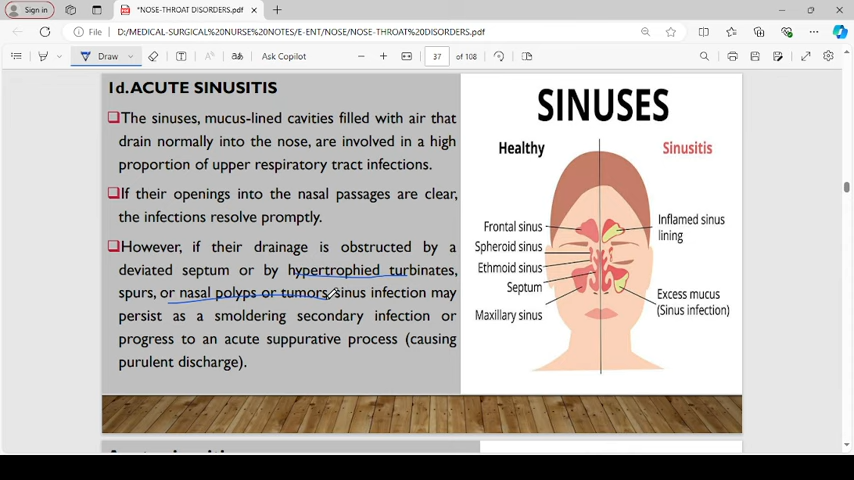 Sign in
*NOSE-THROAT DISORDERS.pdf
File
D:/MEDICAL-SURGICAL%20NURSE%20NOTES/E-ENT/NOSE/NOSE-THROAT%20DISORDERS.pdf
Draw
Ask Copilot
37 of 108
1d.ACUTE SINUSITIS
The sinuses, mucus-lined cavities filled with air that
drain normally into the nose, are involved in a high
proportion of upper respiratory tract infections.
If their openings into the nasal passages are clear,
the infections resolve promptly.
However, if their drainage is obstructed by a
deviated septum or by hypertrophied turbinates,
spurs, or nasal polyps or tumors, sinus infection may
persist as a smoldering secondary infection or
progress to an acute suppurative process (causing
purulent discharge).
SINUSES
Healthy
Sinusitis
Frontal sinus
Spheroid sinus
Ethmoid sinus
Septum
Maxillary sinus
Inflamed sinus
lining
Excess mucus
(Sinus infection)